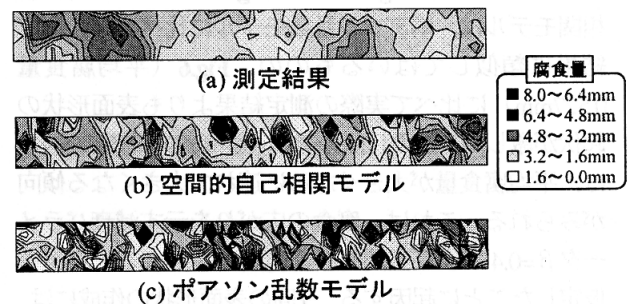 (a) 測定結果
腐食量
8.0～6.4mm
6.4～4.8mm
4.8～3.2mm
3.2～1.6mm
1.6～0.0mm
(b) 空間的自己相関モデル
(c) ポアソン乱数モデル